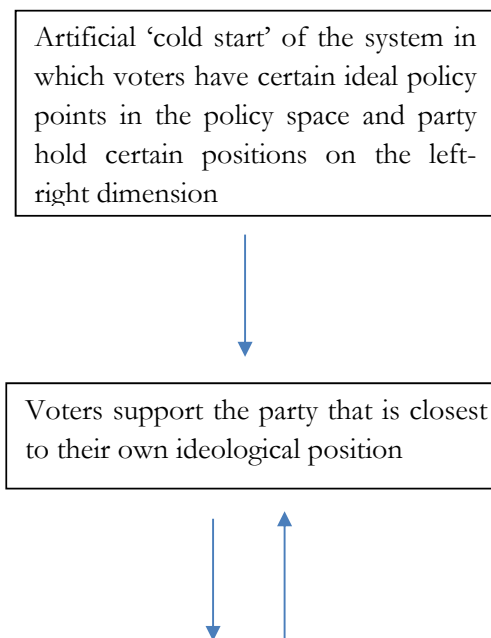 Artificial ‘cold start’ of the system in
which voters have certain ideal policy
points in the policy space and party
hold certain positions on the left-
right dimension
Voters support the party that is closest
to their own ideological position